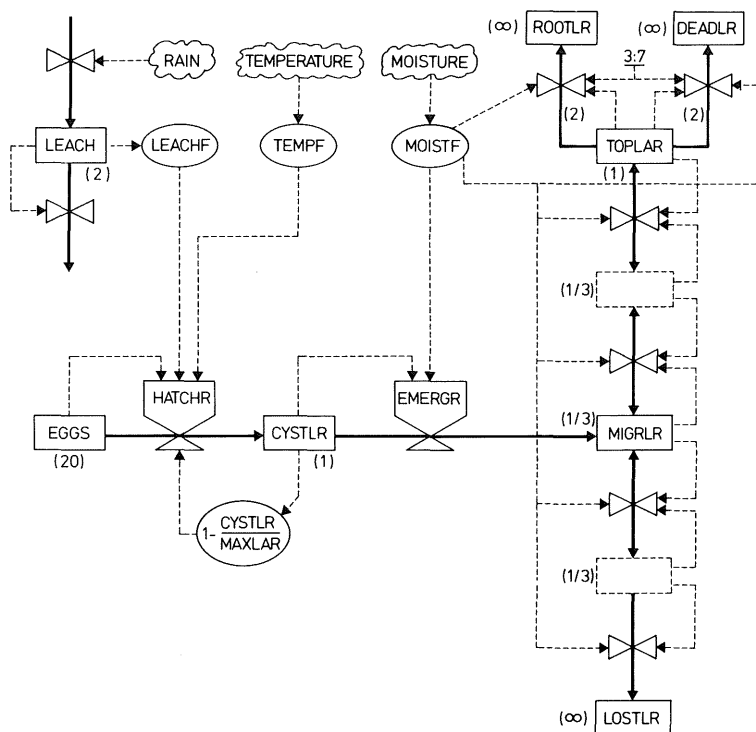 (∞) ROOTLR
(∞) DEADLR
RAIN
TEMPERATURE
MOISTURE
3:7
(2)
(2)
LEACH
(2)
LEACHF
TEMPF
MOISTF
TOPLAR
(1)
(1/3)
HATCHR
EMERGR
(1/3)
EGGS
(20)
CYSTLR
(1)
MIGRLR
1- CYSTLR
MAXLAR
(1/3)
(∞) LOSTLR